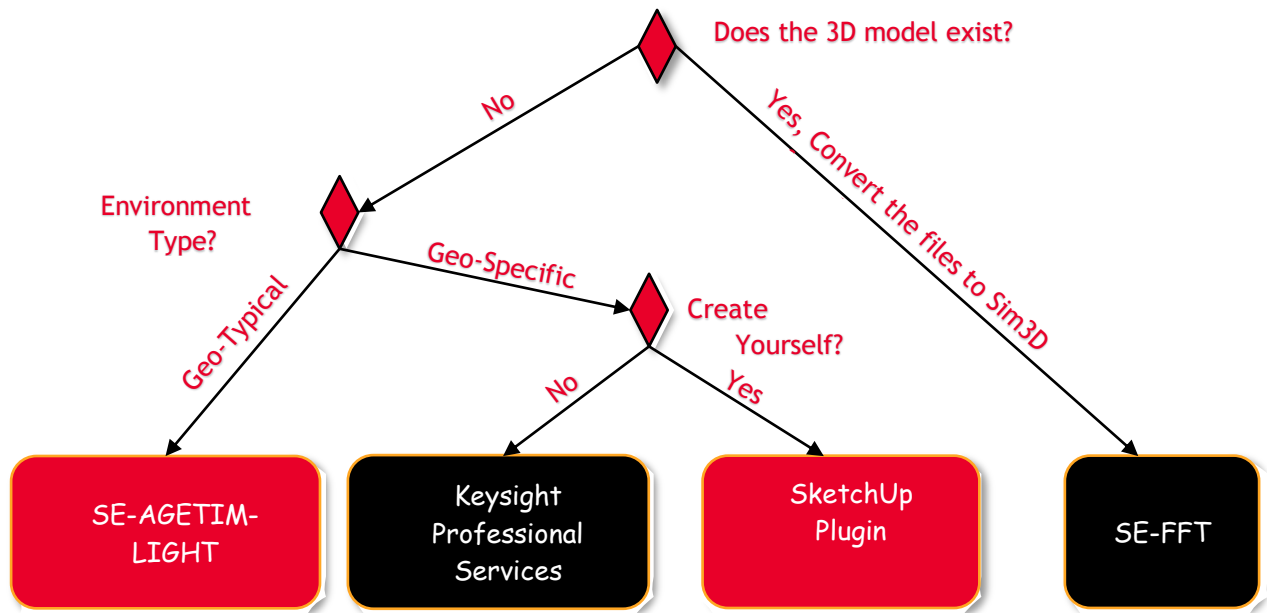 Does the 3D model exist?
No
Yes, Convert the files to Sim3D
Environment
Type?
Geo-Specific
Geo-Typical
Create
Yourself?
No
Yes
SE-AGETIM-
LIGHT
Keysight
Professional
Services
SketchUp
Plugin
SE-FFT